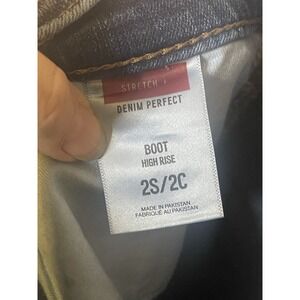 STRETCH
DENIM PERFECT
BOOT
HIGH RISE
2S/2C
MADE IN PAKISTAN
FABRIQUÉ AU PAKISTAN